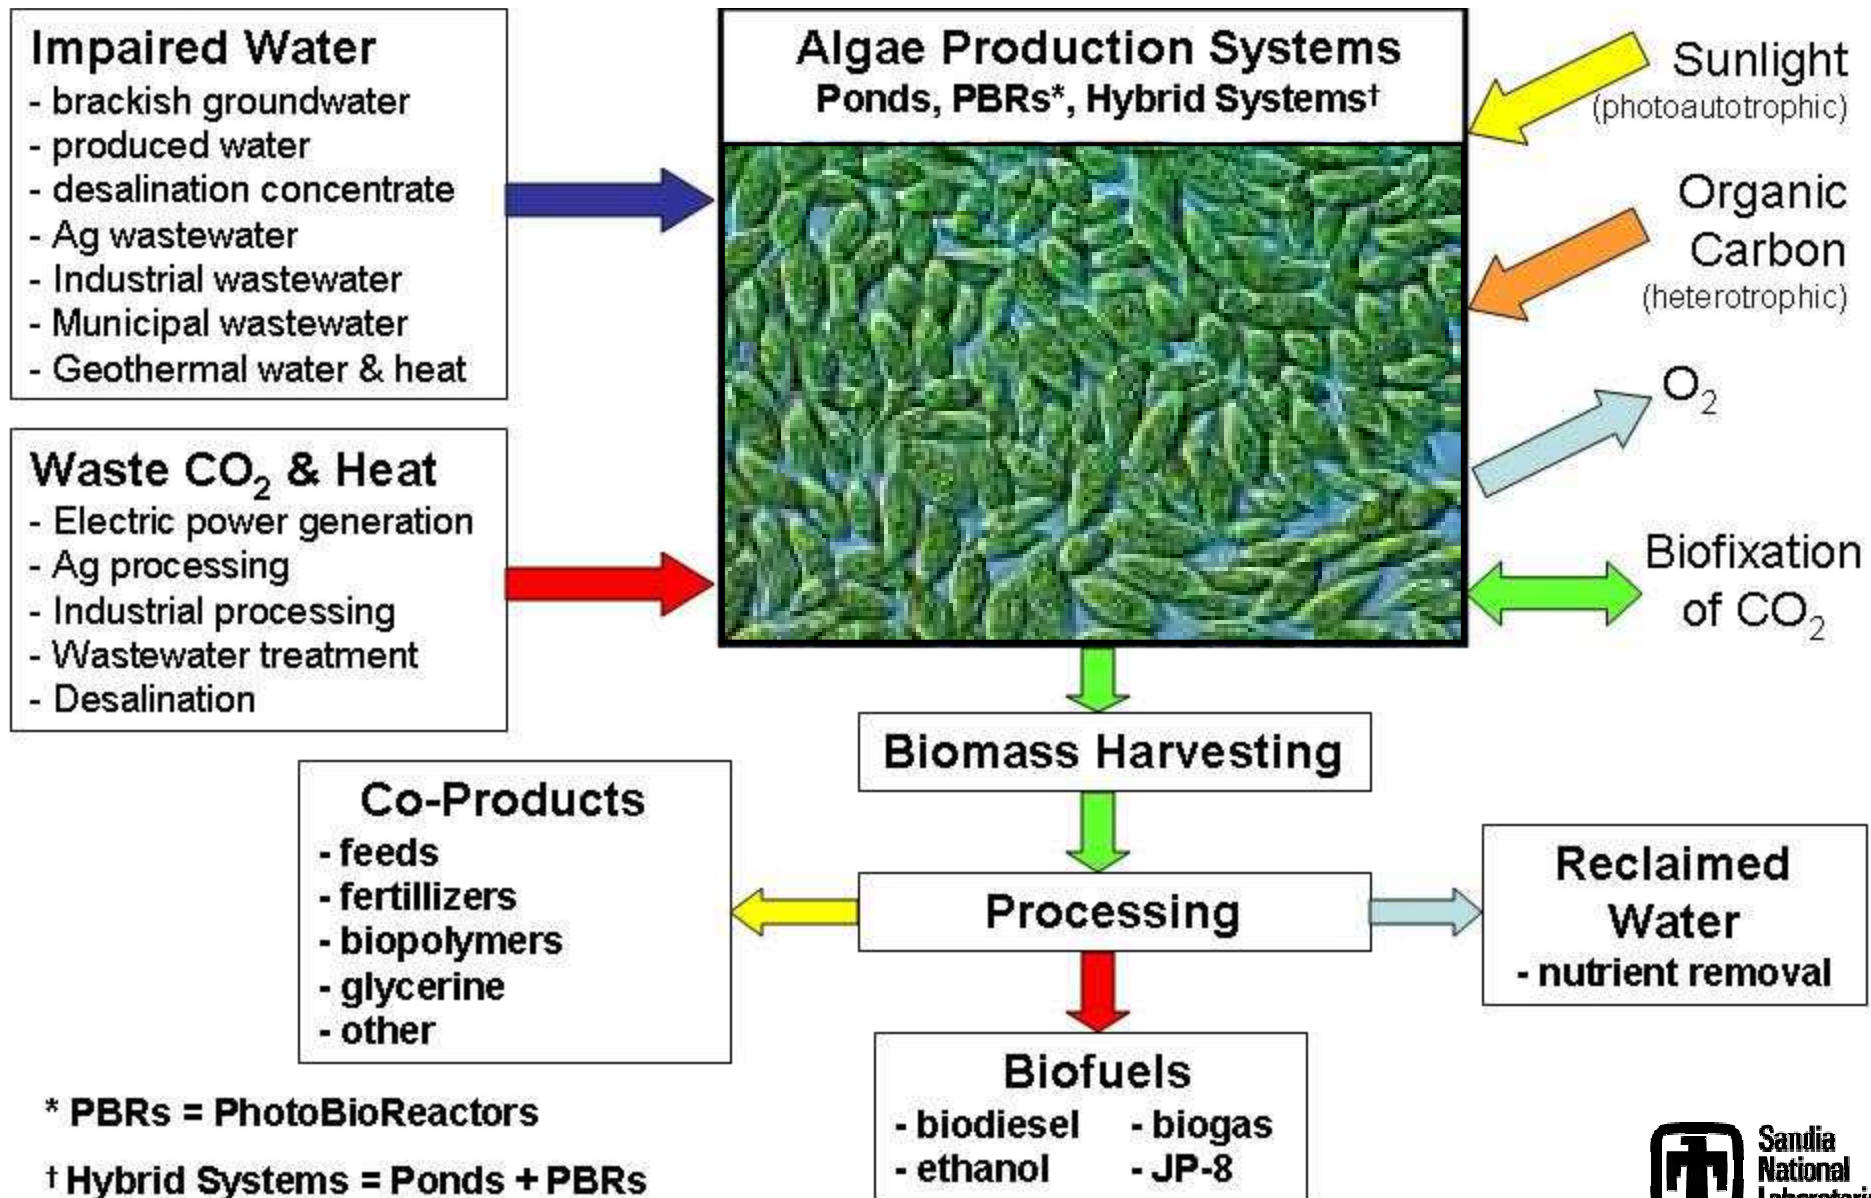 Impaired Water
- brackish groundwater
- produced water
- desalination concentrate
- Ag wastewater
- Industrial wastewater
- Municipal wastewater
- Geothermal water & heat
Waste CO₂ & Heat
- Electric power generation
- Ag processing
- Industrial processing
- Wastewater treatment
- Desalination
Algae Production Systems
Ponds, PBRs*, Hybrid Systems†
Sunlight
(photoautotrophic)
Organic
Carbon
(heterotrophic)
O₂
Biofixation
of CO₂
Biomass Harvesting
Processing
Co-Products
- feeds
- fertillizers
- biopolymers
- glycerine
- other
Reclaimed
Water
- nutrient removal
Biofuels
- biodiesel - biogas
- ethanol - JP-8
* PBRs = PhotoBioReactors
† Hybrid Systems = Ponds + PBRs
Sandia
National